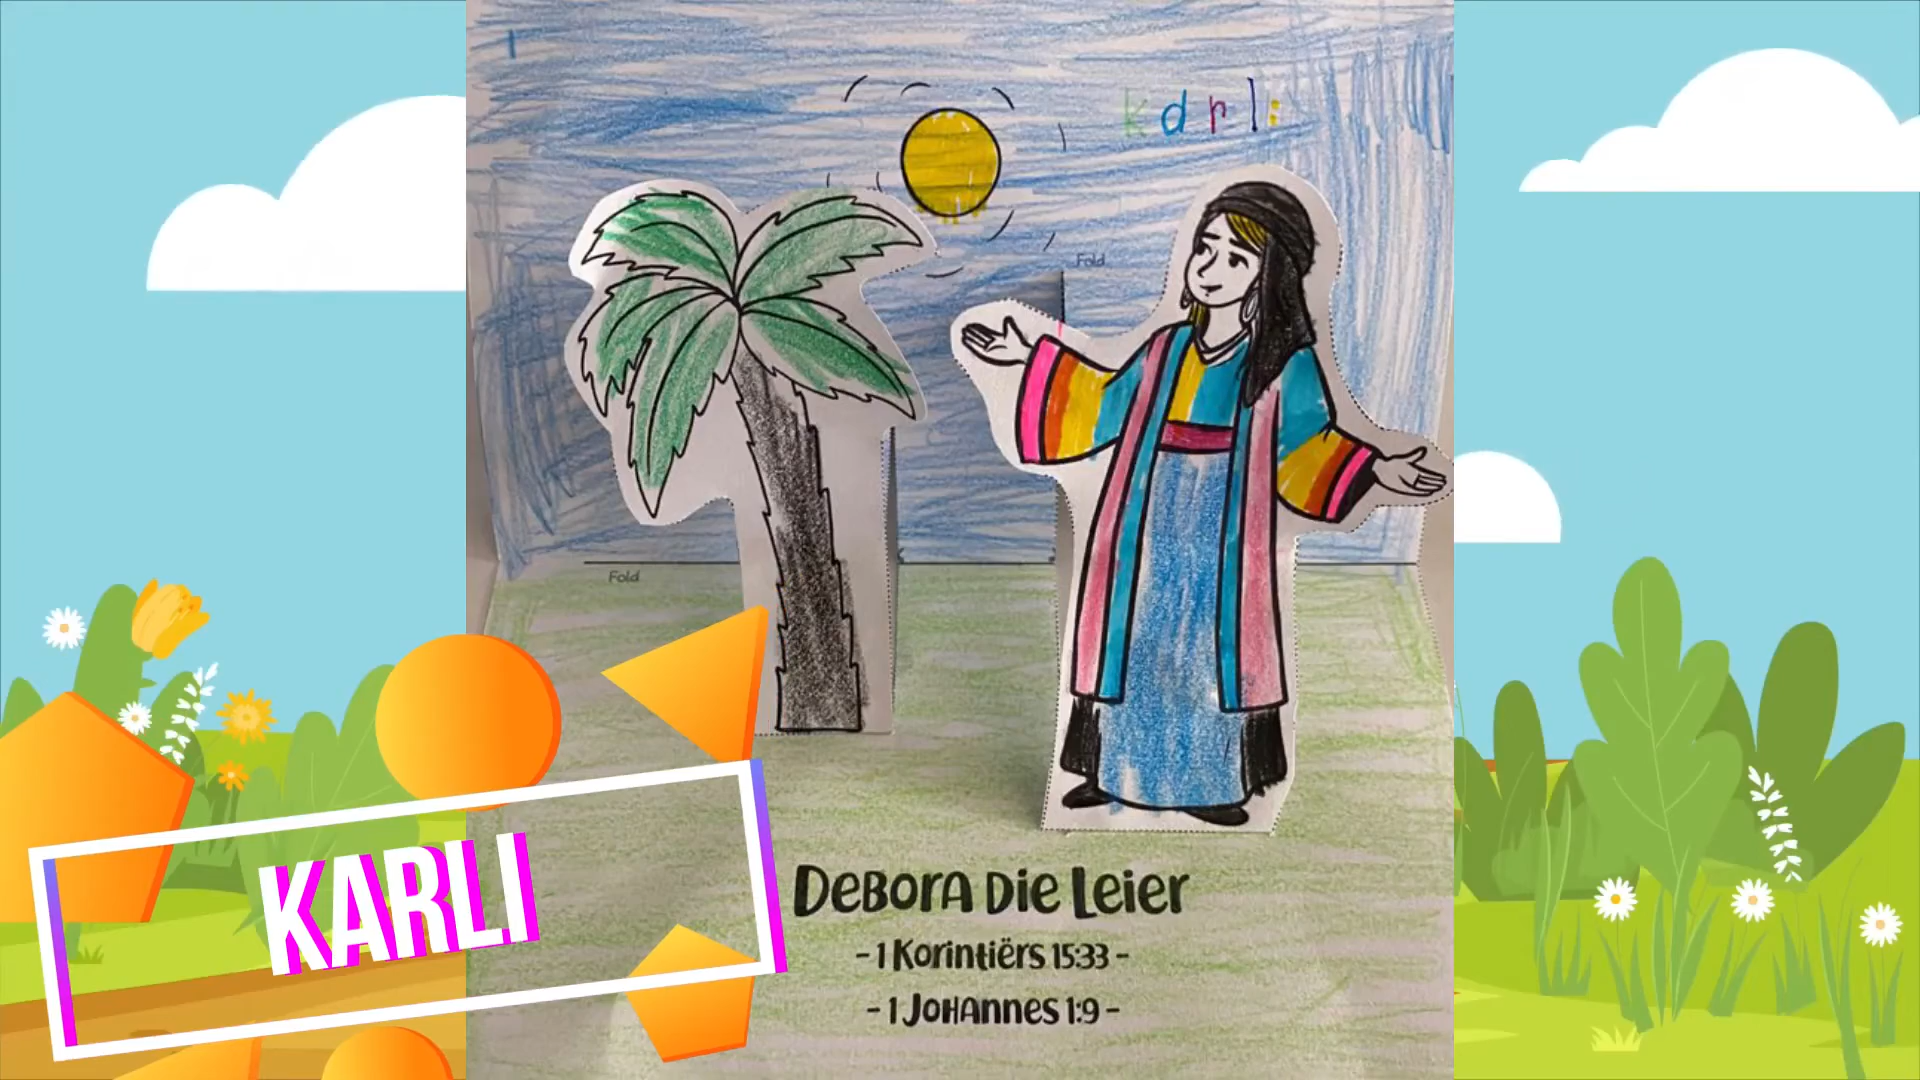 karli
Fold
Fold
KARLI
Debora die Leier
- 1 Korintiërs 15:33 -
- 1 Johannes 1:9 -